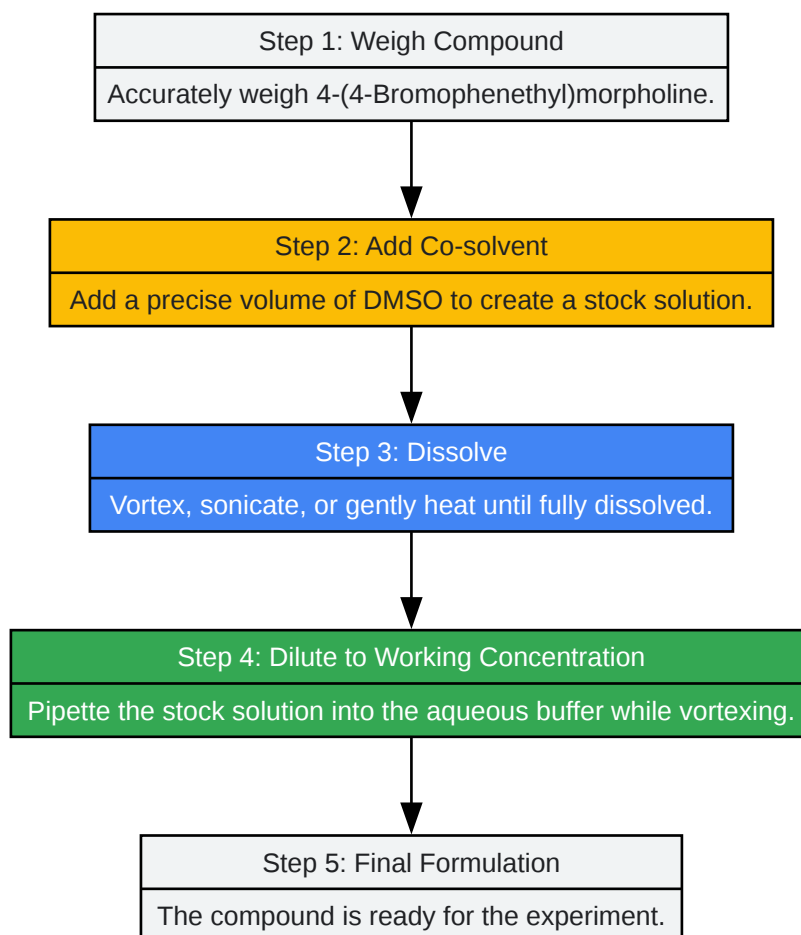 Step 1: Weigh Compound
Accurately weigh 4-(4-Bromophenethyl)morpholine.
Step 2: Add Co-solvent
Add a precise volume of DMSO to create a stock solution.
Step 3: Dissolve
Vortex, sonicate, or gently heat until fully dissolved.
Step 4: Dilute to Working Concentration
Pipette the stock solution into the aqueous buffer while vortexing.
Step 5: Final Formulation
The compound is ready for the experiment.